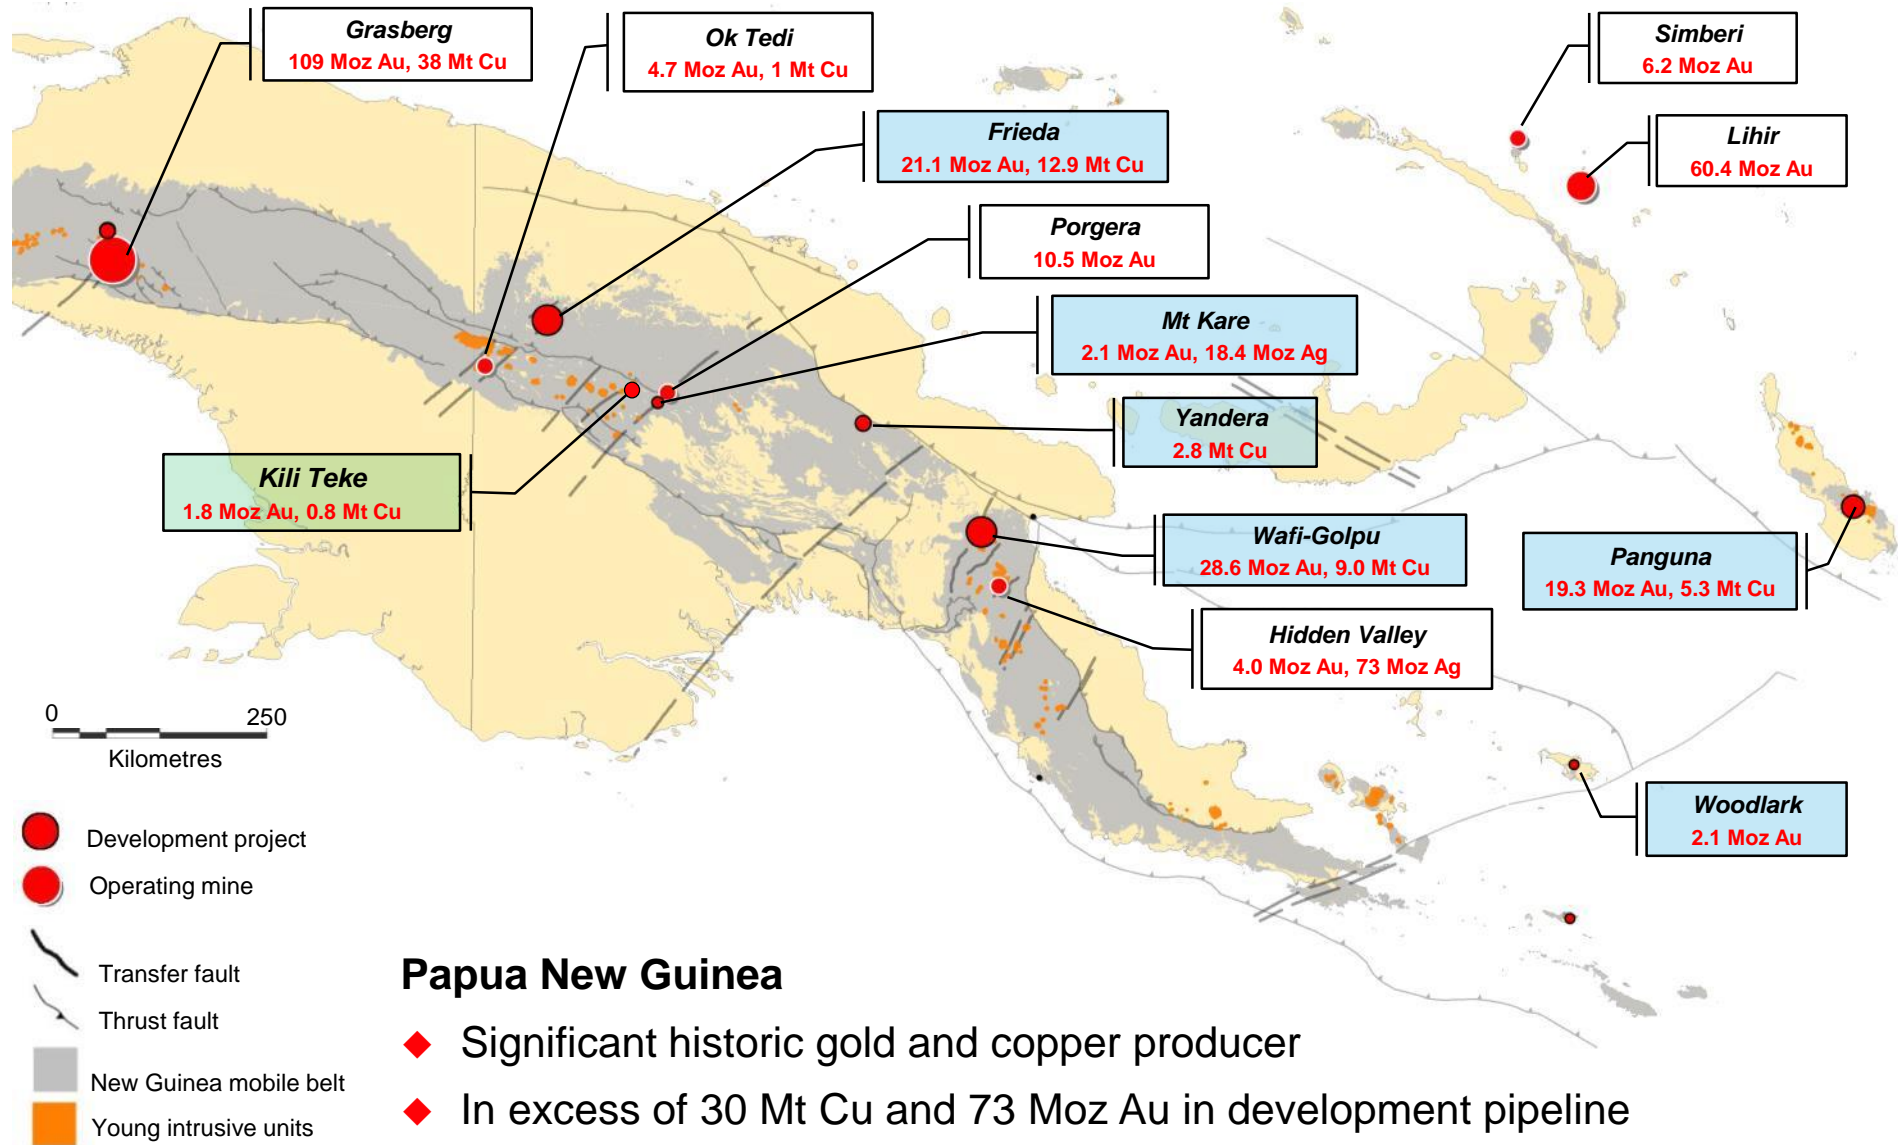 Grasberg
109 Moz Au, 38 Mt Cu
Ok Tedi
4.7 Moz Au, 1 Mt Cu
Simberi
6.2 Moz Au
Frieda
21.1 Moz Au, 12.9 Mt Cu
Lihir
60.4 Moz Au
Porgera
10.5 Moz Au
Mt Kare
2.1 Moz Au, 18.4 Moz Ag
Yandera
2.8 Mt Cu
Kili Teke
1.8 Moz Au, 0.8 Mt Cu
Wafi-Golpu
28.6 Moz Au, 9.0 Mt Cu
Panguna
19.3 Moz Au, 5.3 Mt Cu
Hidden Valley
4.0 Moz Au, 73 Moz Ag
Woodlark
2.1 Moz Au
0 250
Kilometres
Development project
Operating mine
Transfer fault
Thrust fault
New Guinea mobile belt
Young intrusive units
Papua New Guinea
Significant historic gold and copper producer
In excess of 30 Mt Cu and 73 Moz Au in development pipeline